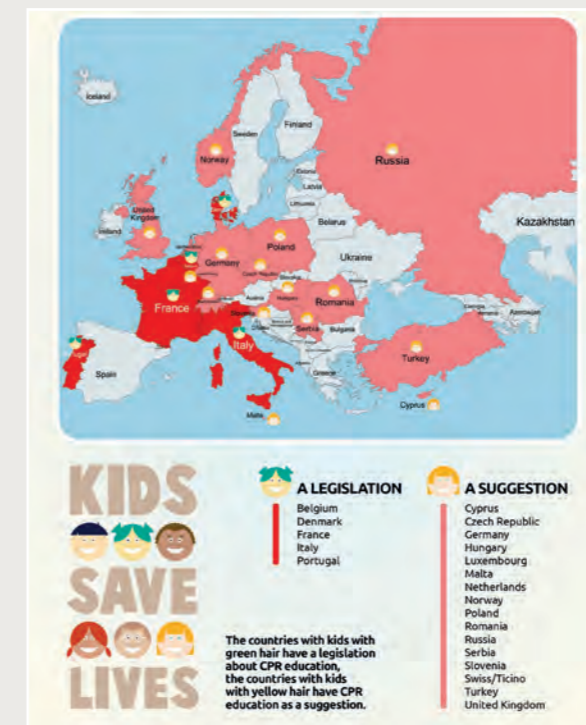 Iceland
Sweden
Finland
Norway
Russia
Estonia
Latvia
Lithuania
United
Kingdom
Ireland
Belarus
Kazakhstan
Poland
Germany
Czech Republic
Ukraine
Slovakia
Austria
Hungary
Romania
France
Serbia
Bulgaria
Italy
Georgia
Armenia
Azerbaijan
Spain
Turkey
Greece
Malta
Cyprus
KIDS
SAVE
LIVES
A LEGISLATION
Belgium
Denmark
France
Italy
Portugal
The countries with kids with
green hair have a legislation
about CPR education,
the countries with kids
with yellow hair have CPR
education as a suggestion.
A SUGGESTION
Cyprus
Czech Republic
Germany
Hungary
Luxembourg
Malta
Netherlands
Norway
Poland
Romania
Russia
Serbia
Slovenia
Swiss/Ticino
Turkey
United Kingdom